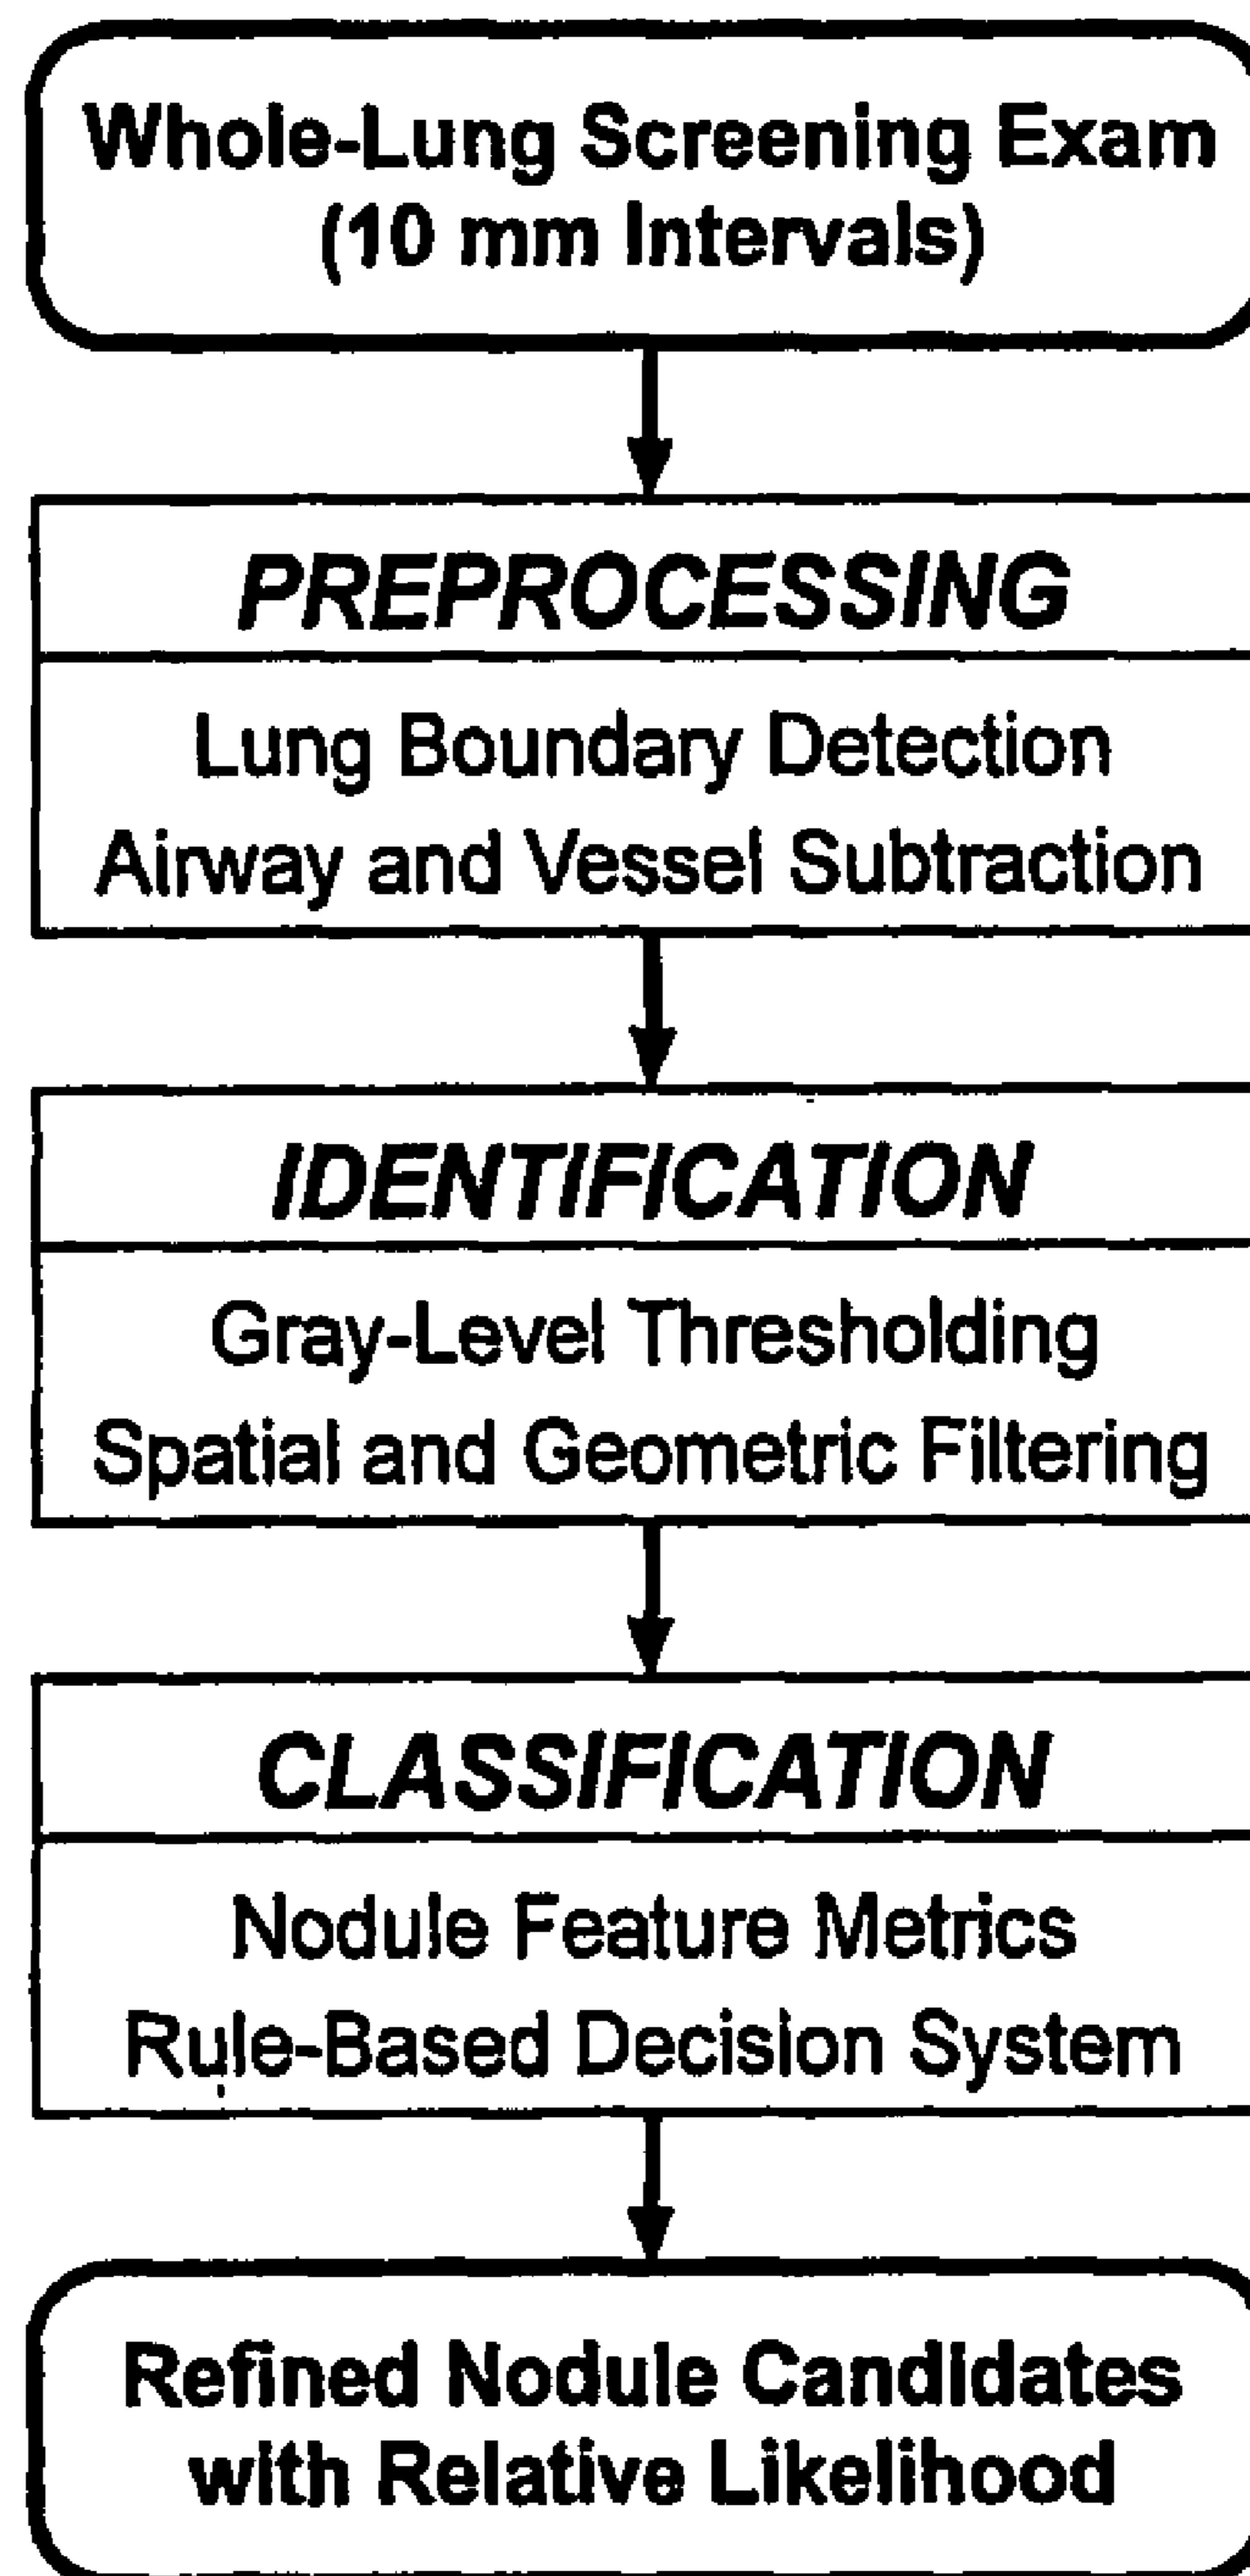 Whole-Lung Screening Exam
(10 mm Intervals)
PREPROCESSING
Lung Boundary Detection
Airway and Vessel Subtraction
IDENTIFICATION
Gray-Level Thresholding
Spatial and Geometric Filtering
CLASSIFICATION
Nodule Feature Metrics
Rule-Based Decision System
Refined Nodule Candidates
with Relative Likelihood